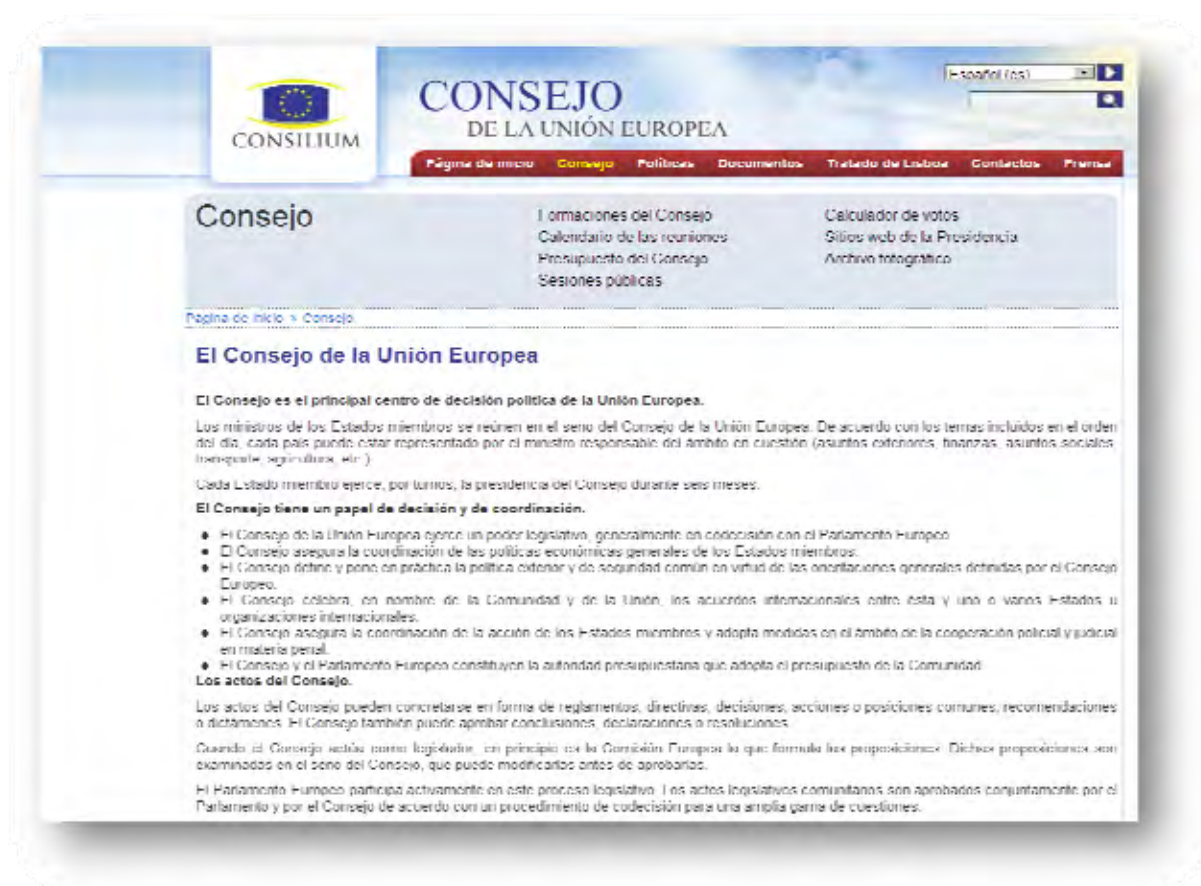 CONSILIUM
CONSEJO
DE LA UNIÓN EUROPEA
Español (es)
Página de inicio Consejo Políticas Documentos Tratado de Lisboa Contactos Prensa
Consejo
Formaciones del Consejo
Calendario de las reuniones
Presupuesto del Consejo
Sesiones públicas
Calculador de votos
Sitios web de la Presidencia
Archivo fotográfico
Página de inicio > Consejo
El Consejo de la Unión Europea
El Consejo es el principal centro de decisión política de la Unión Europea.
Los ministros de los Estados miembros se reúnen en el seno del Consejo de la Unión Europea. De acuerdo con los temas incluidos en el orden
del día, cada país puede estar representado por el ministro responsable del ámbito en cuestión (asuntos exteriores, finanzas, asuntos sociales,
transporte, agricultura, etc.)
Cada Estado miembro ejerce, por turnos, la presidencia del Consejo durante seis meses.
El Consejo tiene un papel de decisión y de coordinación.
● El Consejo de la Unión Europea ejerce un poder legislativo, generalmente en codecisión con el Parlamento Europeo.
● El Consejo asegura la coordinación de las políticas económicas generales de los Estados miembros.
● El Consejo define y pone en práctica la política exterior y de seguridad común en virtud de las orientaciones generales definidas por el Consejo
Europeo.
● El Consejo celebra, en nombre de la Comunidad y de la Unión, los acuerdos internacionales entre ésta y uno o varios Estados u
organizaciones internacionales.
● El Consejo asegura la coordinación de la acción de los Estados miembros y adopta medidas en el ámbito de la cooperación policial y judicial
en materia penal.
● El Consejo y el Parlamento Europeo constituyen la autoridad presupuestaria que adopta el presupuesto de la Comunidad.
Los actos del Consejo.
Los actos del Consejo pueden concretarse en forma de reglamentos, directivas, decisiones, acciones o posiciones comunes, recomendaciones
o dictámenes. El Consejo también puede aprobar conclusiones, declaraciones o resoluciones.
Cuando el Consejo actúa como legislador, en principio es la Comisión Europea la que formula las proposiciones. Dichas proposiciones son
examinadas en el seno del Consejo, que puede modificarlas antes de aprobarlas.
El Parlamento Europeo participa activamente en este proceso legislativo. Los actos legislativos comunitarios son aprobados conjuntamente por el
Parlamento y por el Consejo de acuerdo con un procedimiento de codecisión para una amplia gama de cuestiones.